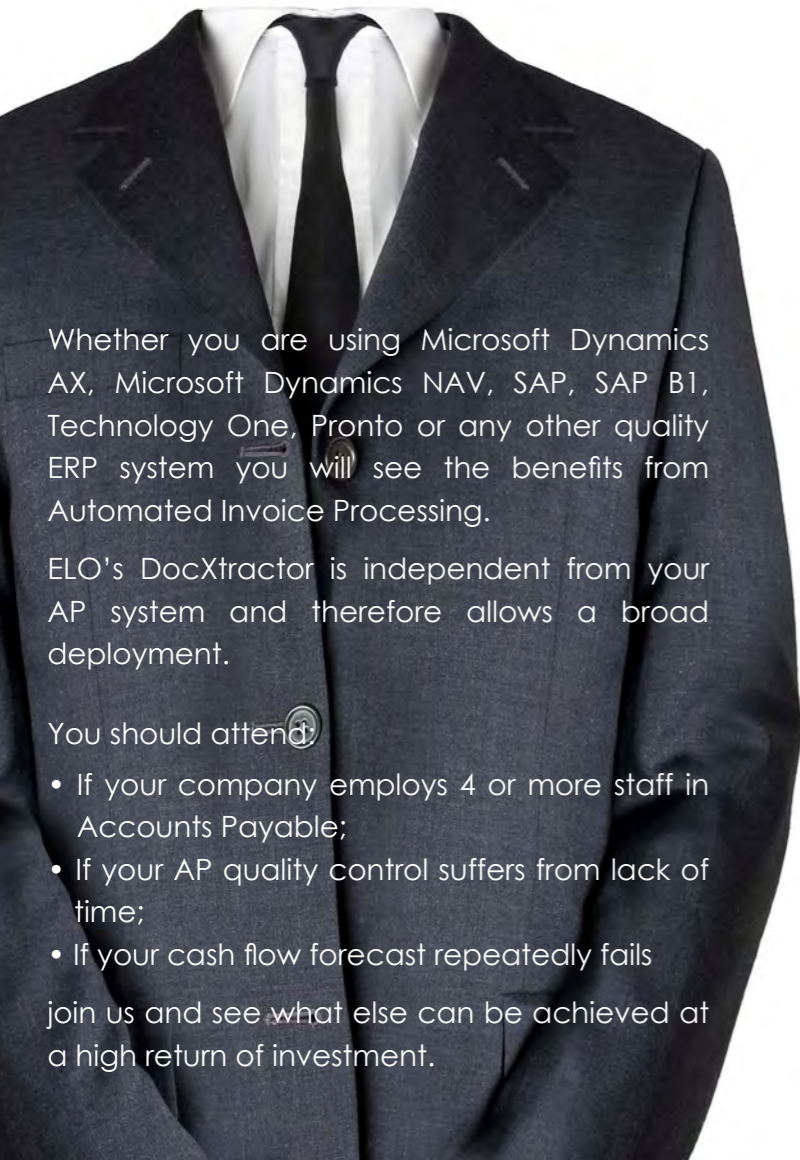 Whether you are using Microsoft Dynamics
AX, Microsoft Dynamics NAV, SAP, SAP B1,
Technology One, Pronto or any other quality
ERP system you will see the benefits from
Automated Invoice Processing.
ELO’s DocXtractor is independent from your
AP system and therefore allows a broad
deployment.
You should attend:
• If your company employs 4 or more staff in
Accounts Payable;
• If your AP quality control suffers from lack of
time;
• If your cash flow forecast repeatedly fails
join us and see what else can be achieved at
a high return of investment.